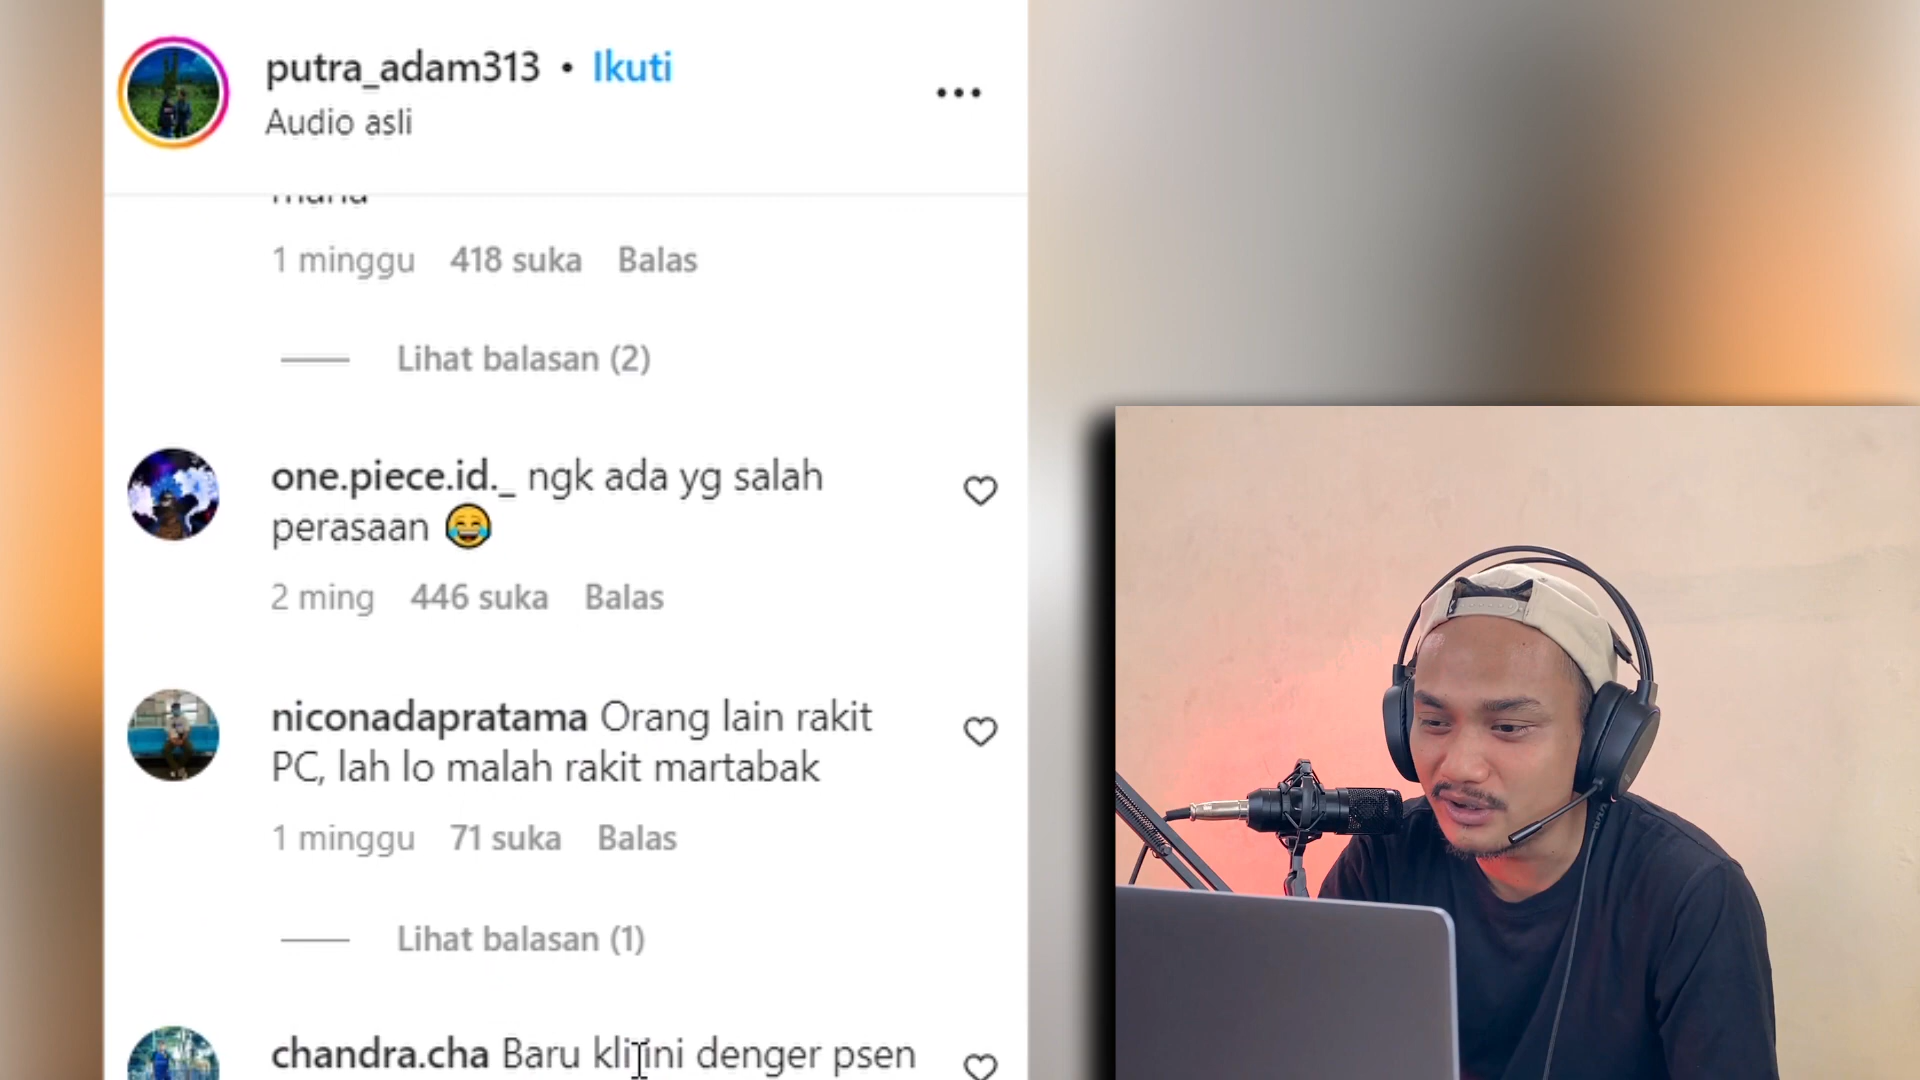 putra_adam313 • Ikuti
Audio asli
1 minggu 418 suka Balas
Lihat balasan (2)
one.piece.id._ ngk ada yg salah
perasaan 😂
2 ming 446 suka Balas
niconadapratama Orang lain rakit
PC, lah lo malah rakit martabak
1 minggu 71 suka Balas
Lihat balasan (1)
chandra.cha Baru kli ini denger psen